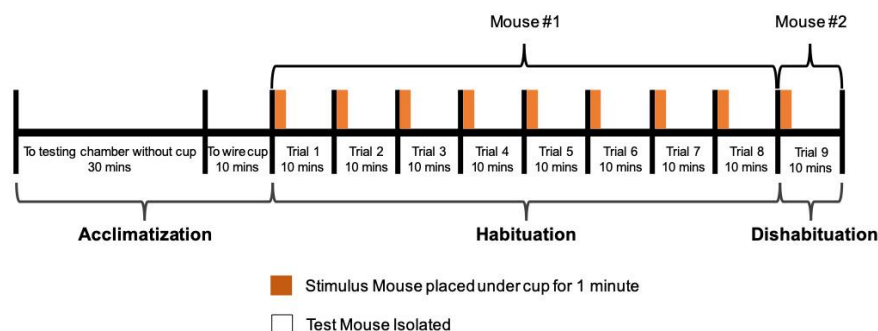 Mouse #1
Mouse #2
To testing chamber without cup
30 mins
To wire cup
10 mins
Trial 1
10 mins
Trial 2
10 mins
Trial 3
10 mins
Trial 4
10 mins
Trial 5
10 mins
Trial 6
10 mins
Trial 7
10 mins
Trial 8
10 mins
Trial 9
10 mins
Acclimatization
Habituation
Dishabituation
Stimulus Mouse placed under cup for 1 minute
Test Mouse Isolated